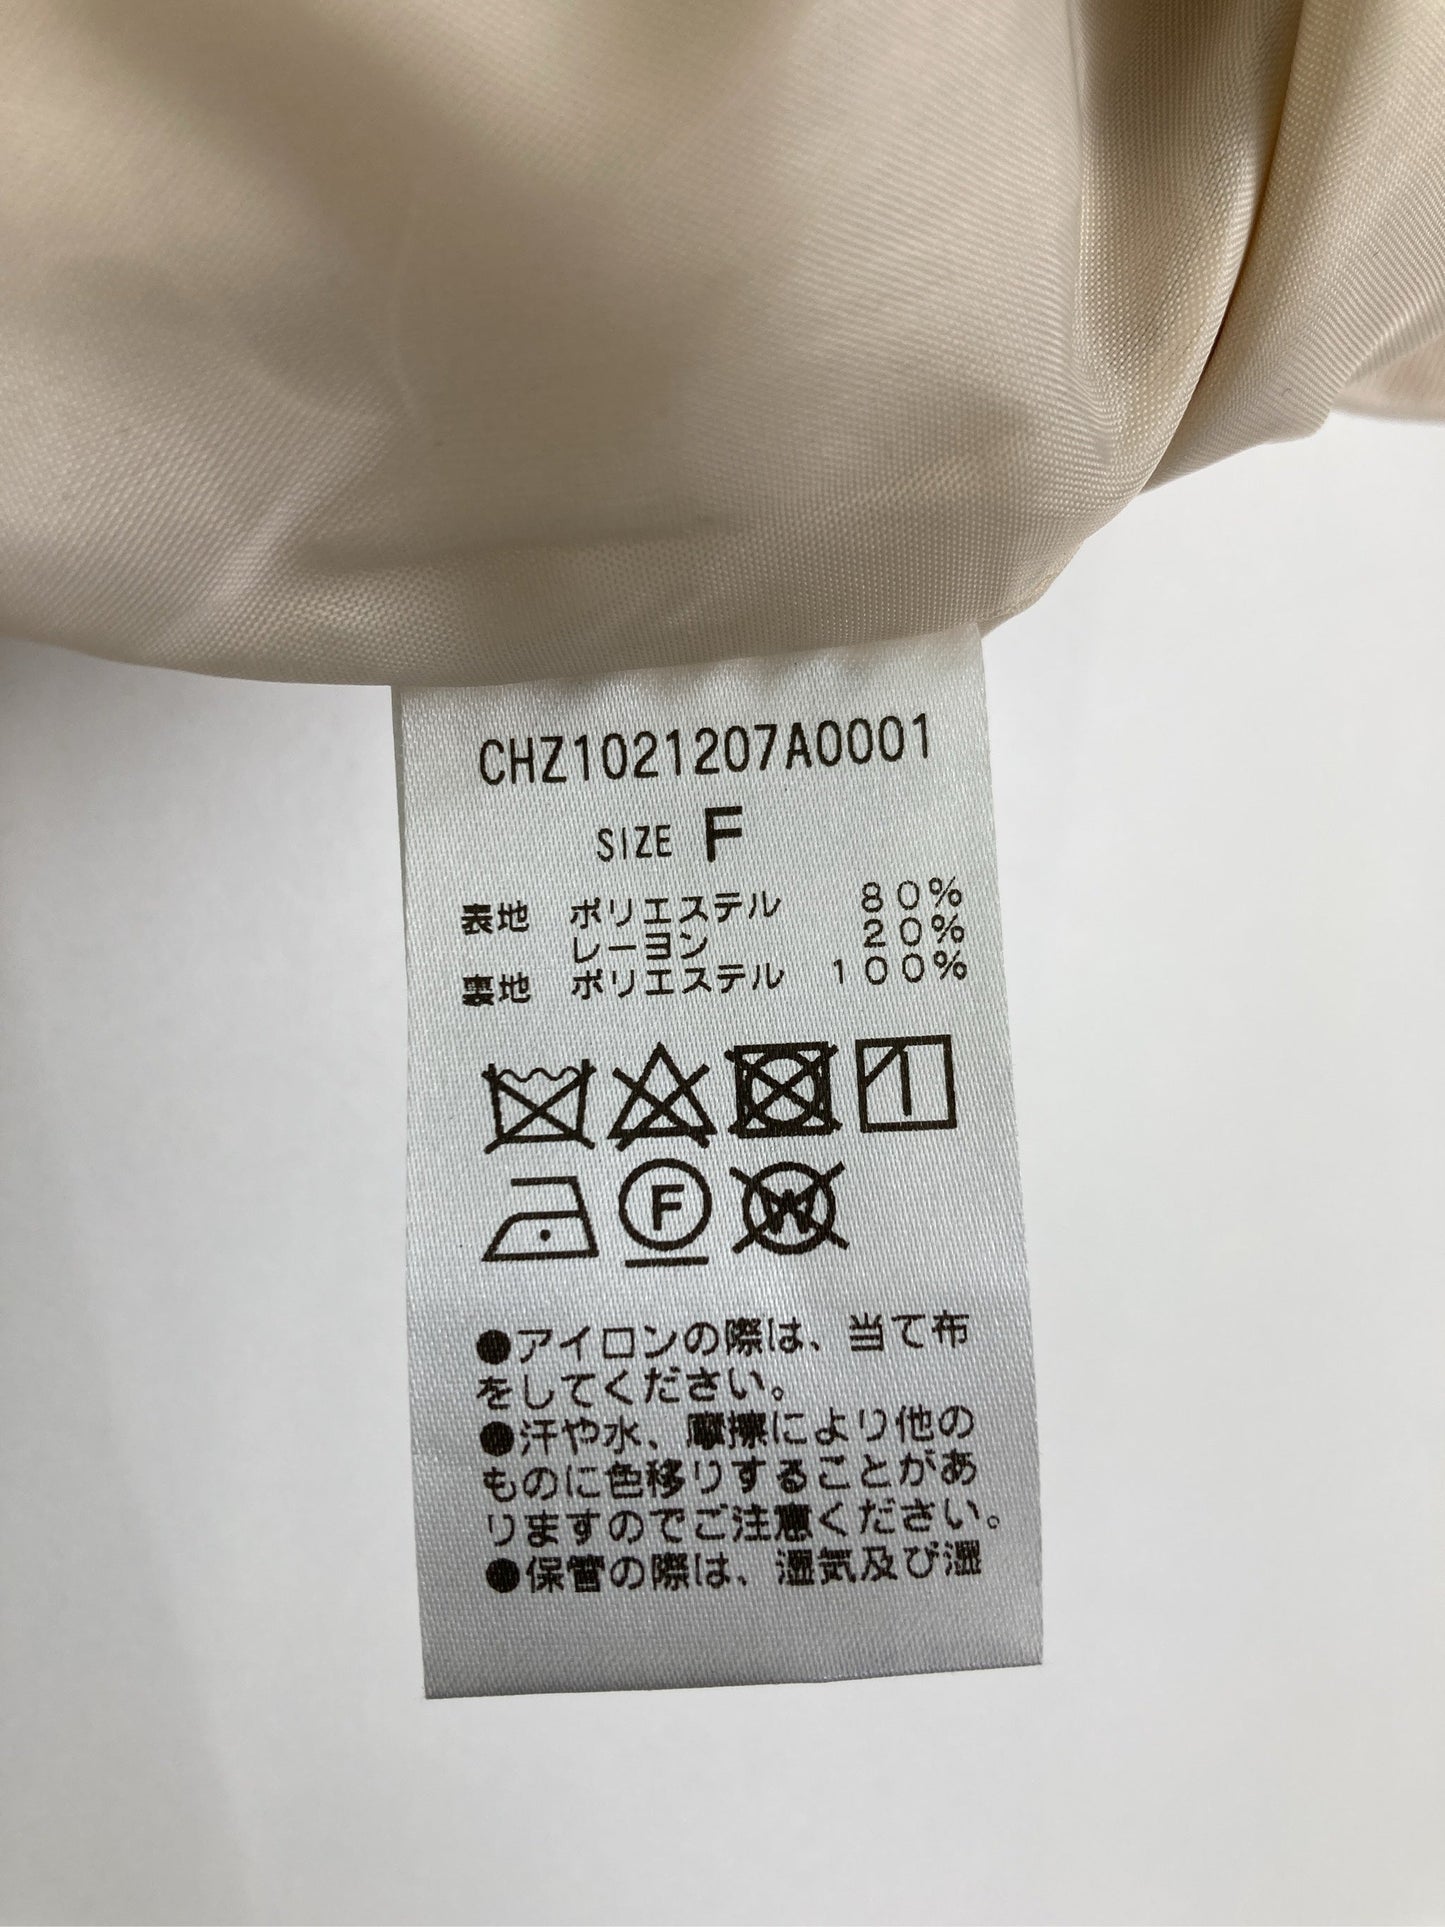 CHZ1021207A0001
SIZE F
表地 ポリエステル 80%
レーヨン 20%
裏地 ポリエステル 100%
F
W
●アイロンの際は、当て布
をしてください。
●汗や水、摩擦により他の
ものに色移りすることがあ
りますのでご注意ください。
●保管の際は、湿気及び湿